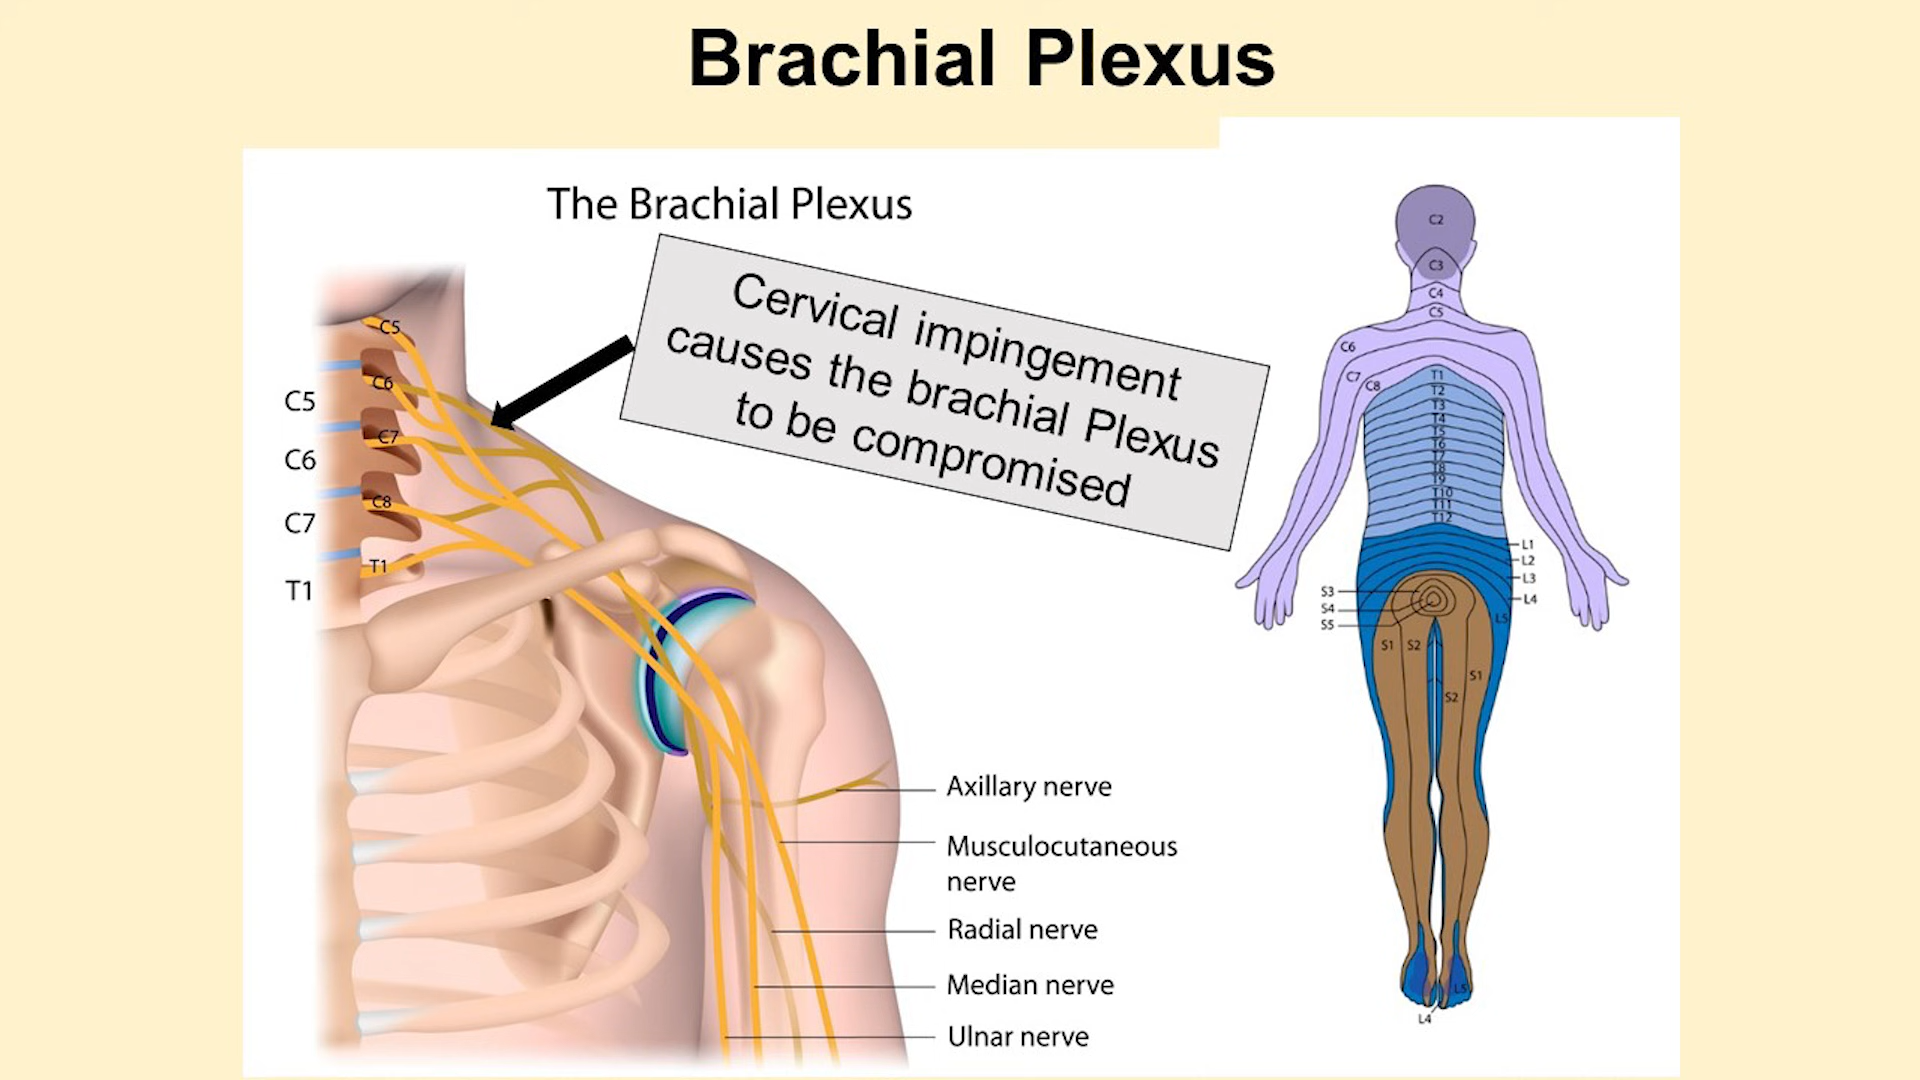 Brachial Plexus
The Brachial Plexus
Cervical impingement
causes the brachial Plexus
to be compromised
C5
C6
C7
C8
T1
C5
C6
C7
T1
Axillary nerve
Musculocutaneous
nerve
Radial nerve
Median nerve
Ulnar nerve
C2
C3
C4
C5
C6
C7
C8
T1
T2
T3
T4
T5
T6
T7
T8
T9
T10
T11
T12
L1
L2
L3
L4
L5
S3
S4
S5
S1
S2
S1
S2
L5
L4